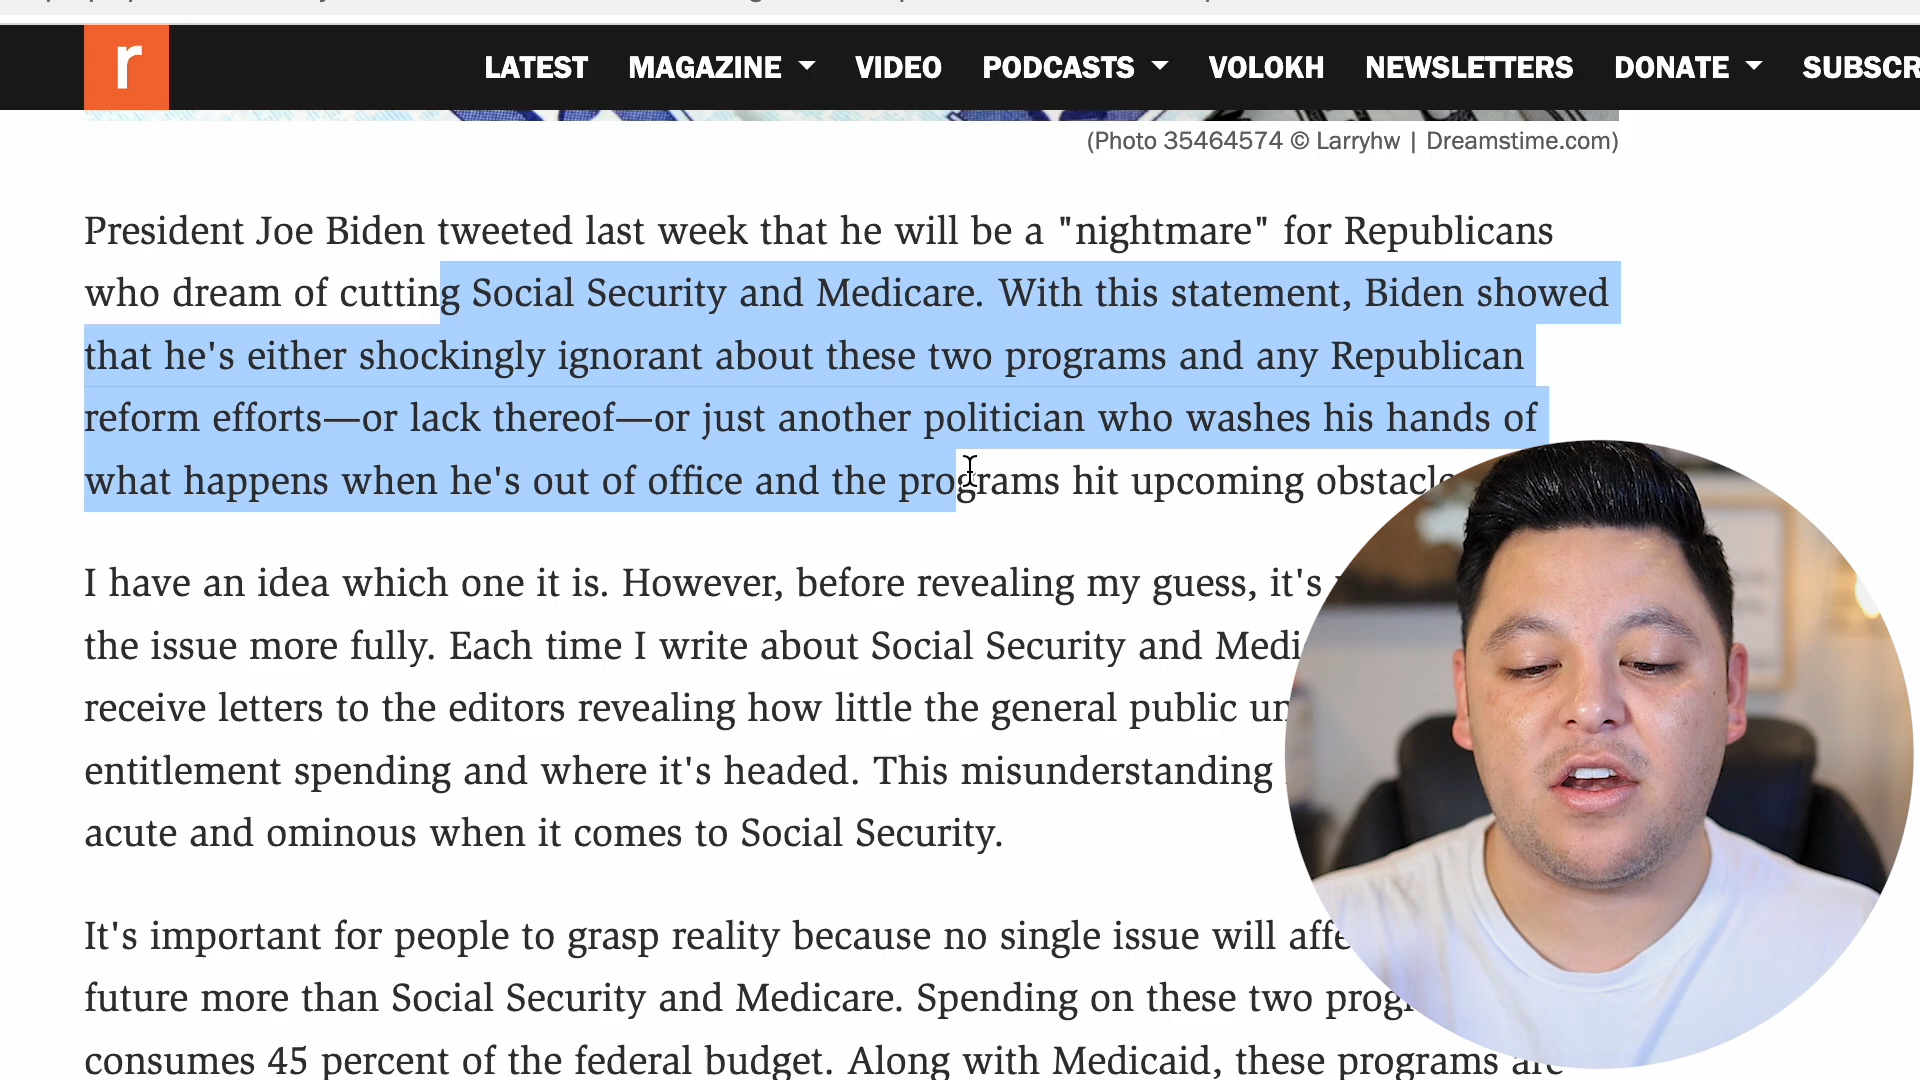 r
LATEST MAGAZINE VIDEO PODCASTS VOLOKH NEWSLETTERS DONATE SUBSCR
(Photo 35464574 © Larryhw | Dreamstime.com)
President Joe Biden tweeted last week that he will be a "nightmare" for Republicans
who dream of cutting Social Security and Medicare. With this statement, Biden showed
that he's either shockingly ignorant about these two programs and any Republican
reform efforts—or lack thereof—or just another politician who washes his hands of
what happens when he's out of office and the programs hit upcoming
I have an idea which one it is. However, before revealing my guess, it's
the issue more fully. Each time I write about Social Security and
receive letters to the editors revealing how little the general public
entitlement spending and where it's headed. This misunderstanding
acute and ominous when it comes to Social Security.
It's important for people to grasp reality because no single issue will
future more than Social Security and Medicare. Spending on these two
consumes 45 percent of the federal budget. Along with Medicaid, these programs are